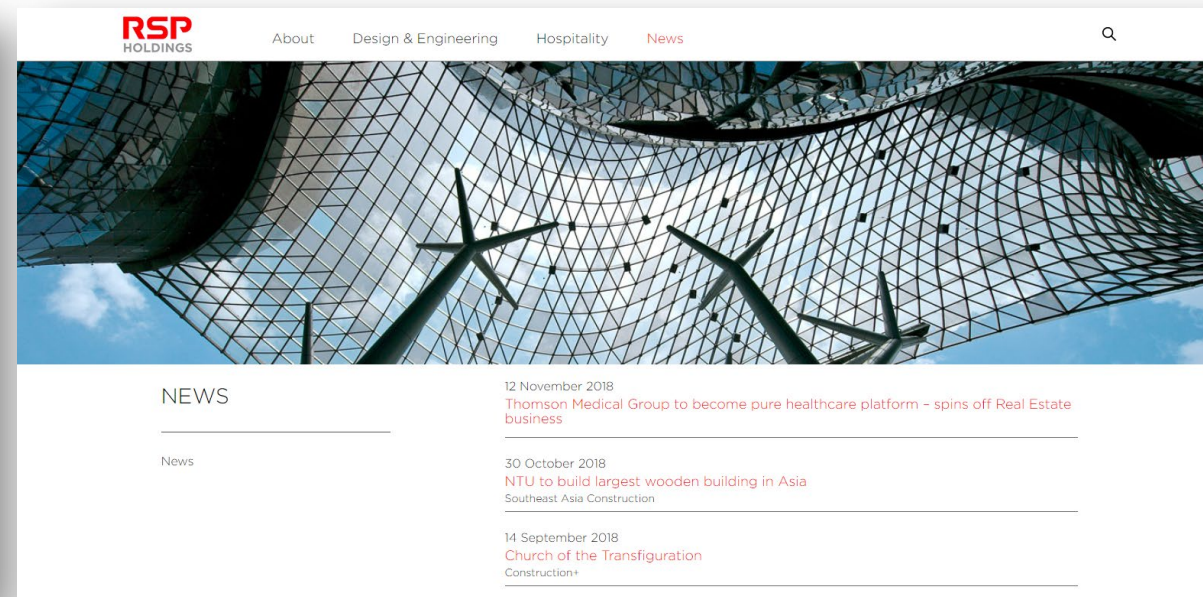 RSP
HOLDINGS
About
Design & Engineering
Hospitality
News
NEWS
News
12 November 2018
Thomson Medical Group to become pure healthcare platform – spins off Real Estate
business
30 October 2018
NTU to build largest wooden building in Asia
Southeast Asia Construction
14 September 2018
Church of the Transfiguration
Construction+